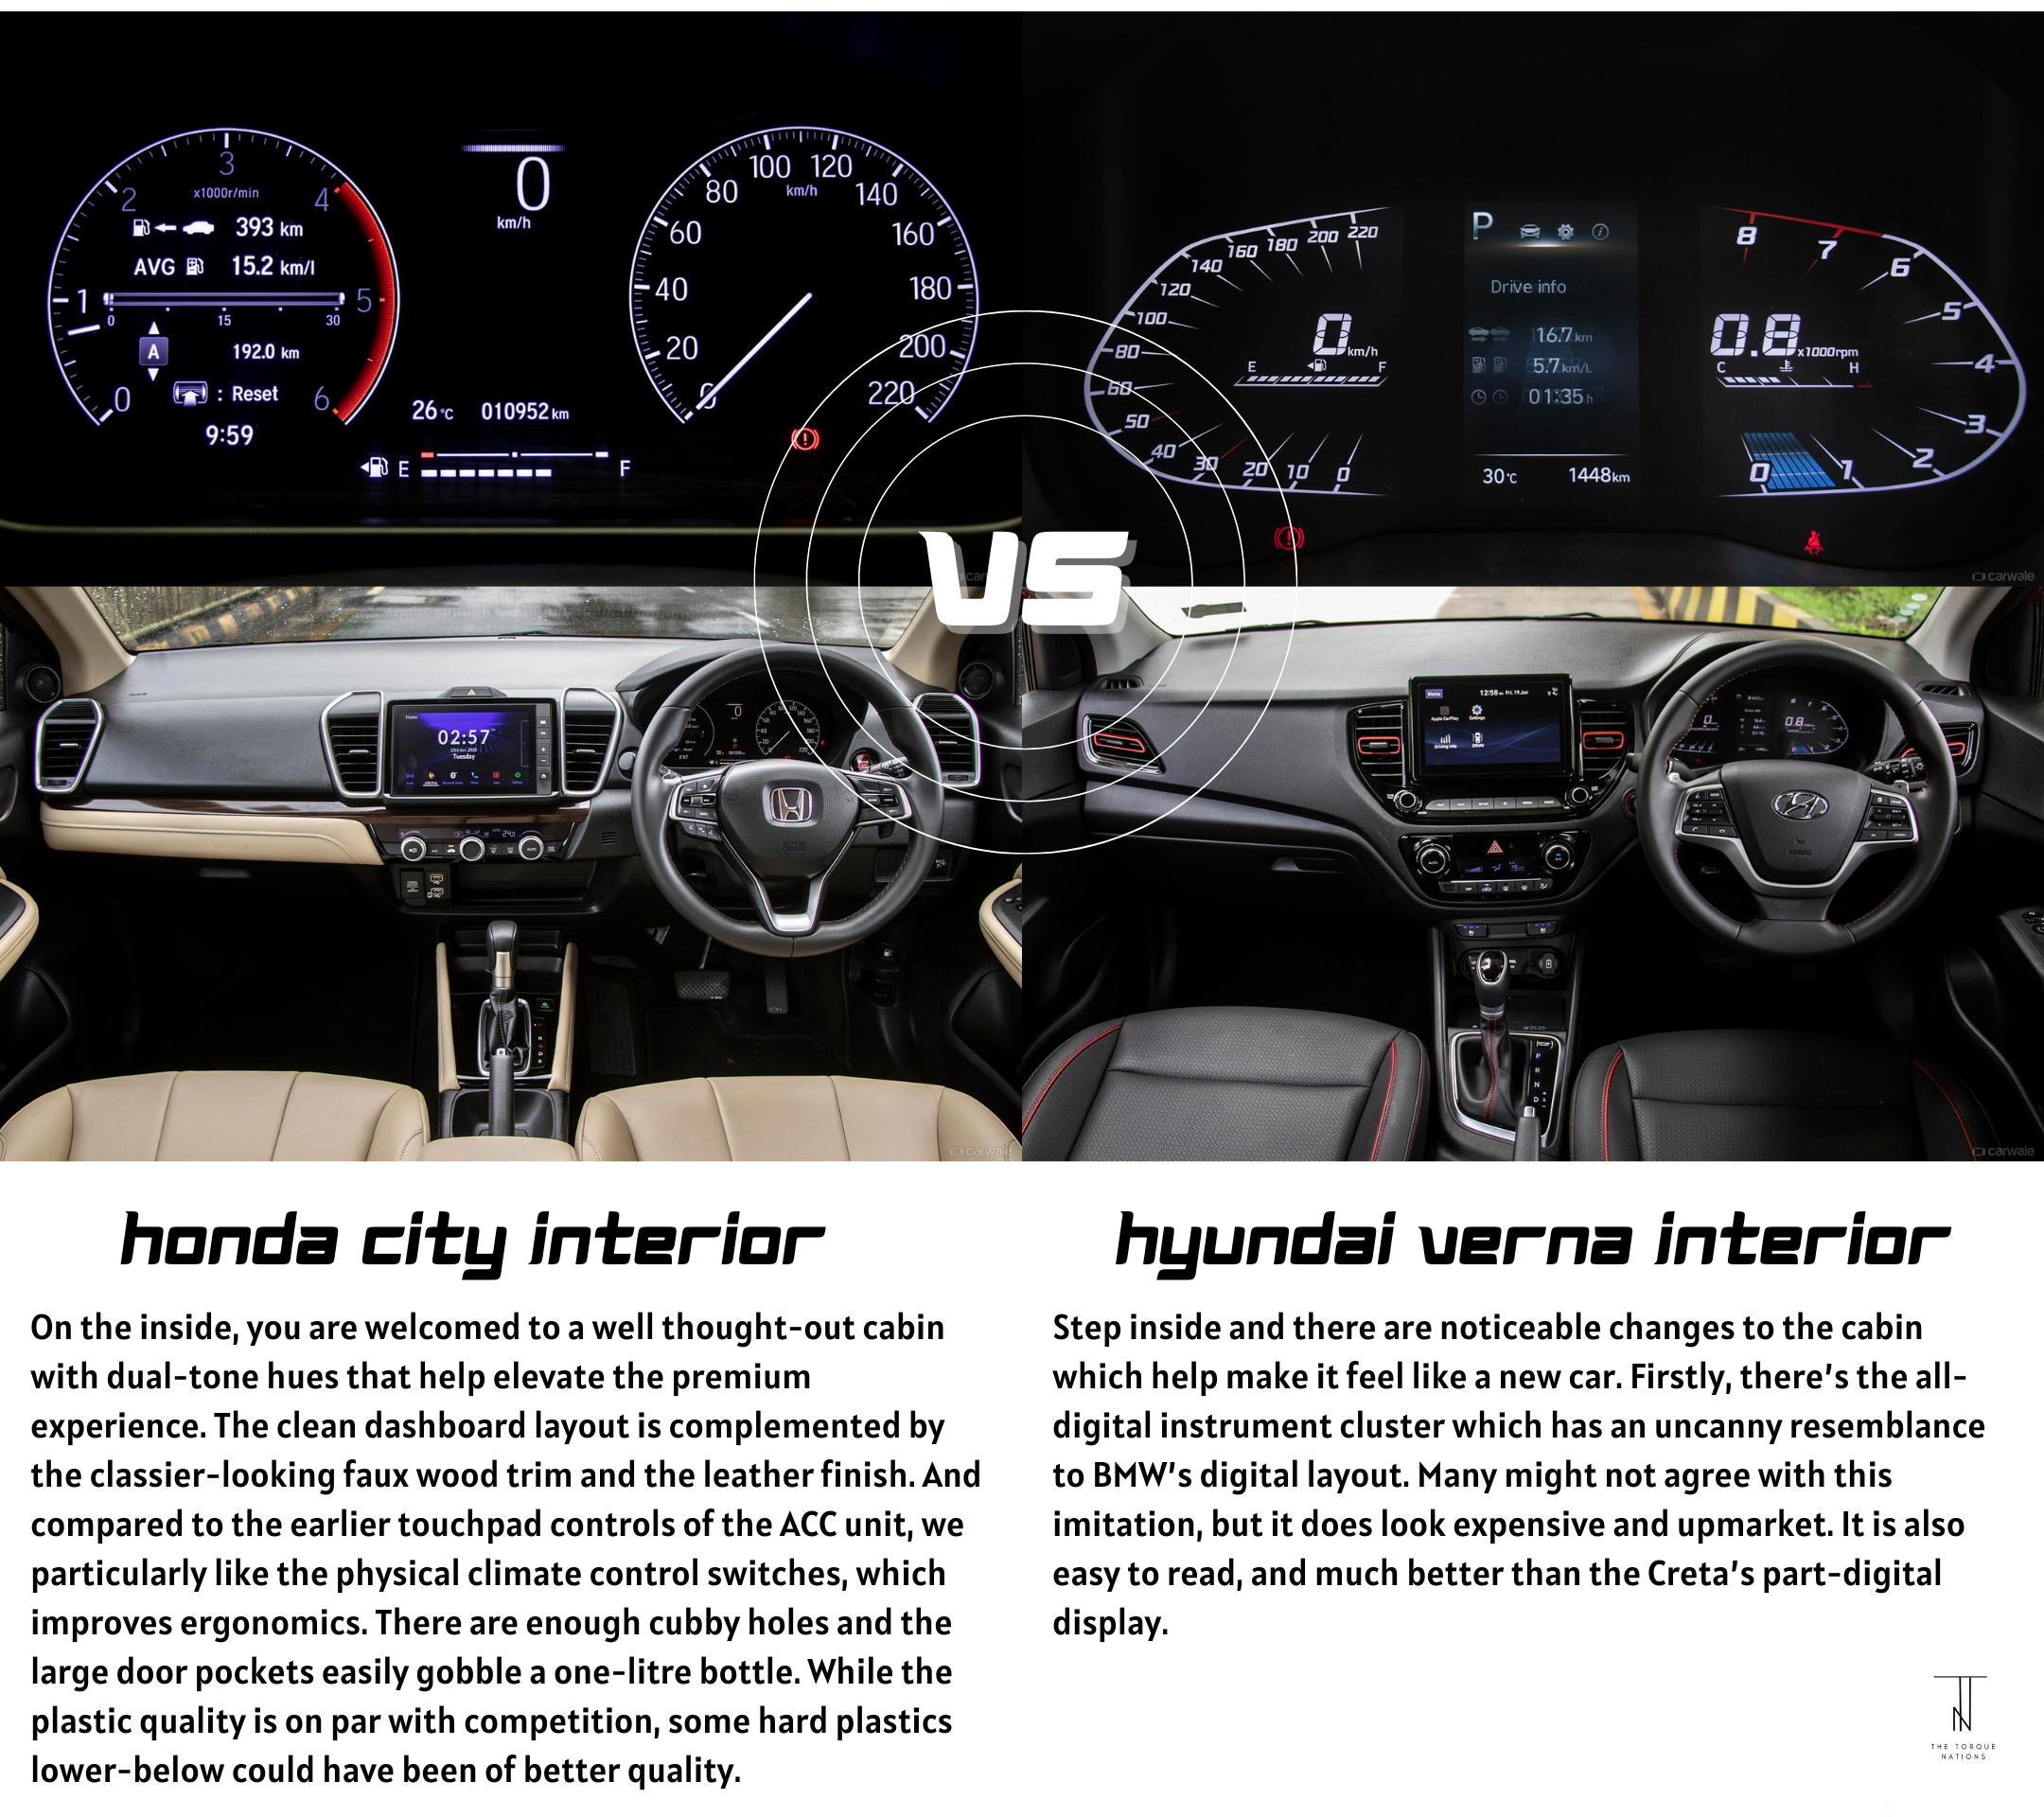 3
x1000r/min
2
4
393 km
AVG 15.2 km/l
1
5
0 15 30
A
192.0 km
: Reset
0
6
9:59
0
km/h
26°C 010952 km
E F
100 120
km/h
80 140
60 160
40 180
20 200
0 220
160 180 200 220
140
120
100
80
60
50
40
30 20 10 0
0 km/h
E F
P
Drive info
16.7 km
5.7 km/L
01:35 h
30°C 1448km
8 7 6
5
4
3
2
1
0
0.8 x1000rpm
C H
VS
carwale
02:57
Tuesday
Menu 12:58 Fri, 19 Jun
Apple CarPlay Settings
Driving Info
carwale
carwale
honda city interior
On the inside, you are welcomed to a well thought-out cabin
with dual-tone hues that help elevate the premium
experience. The clean dashboard layout is complemented by
the classier-looking faux wood trim and the leather finish. And
compared to the earlier touchpad controls of the ACC unit, we
particularly like the physical climate control switches, which
improves ergonomics. There are enough cubby holes and the
large door pockets easily gobble a one-litre bottle. While the
plastic quality is on par with competition, some hard plastics
lower-below could have been of better quality.
hyundai verna interior
Step inside and there are noticeable changes to the cabin
which help make it feel like a new car. Firstly, there's the all-
digital instrument cluster which has an uncanny resemblance
to BMW's digital layout. Many might not agree with this
imitation, but it does look expensive and upmarket. It is also
easy to read, and much better than the Creta's part-digital
display.
THE TORQUE
NATIONS